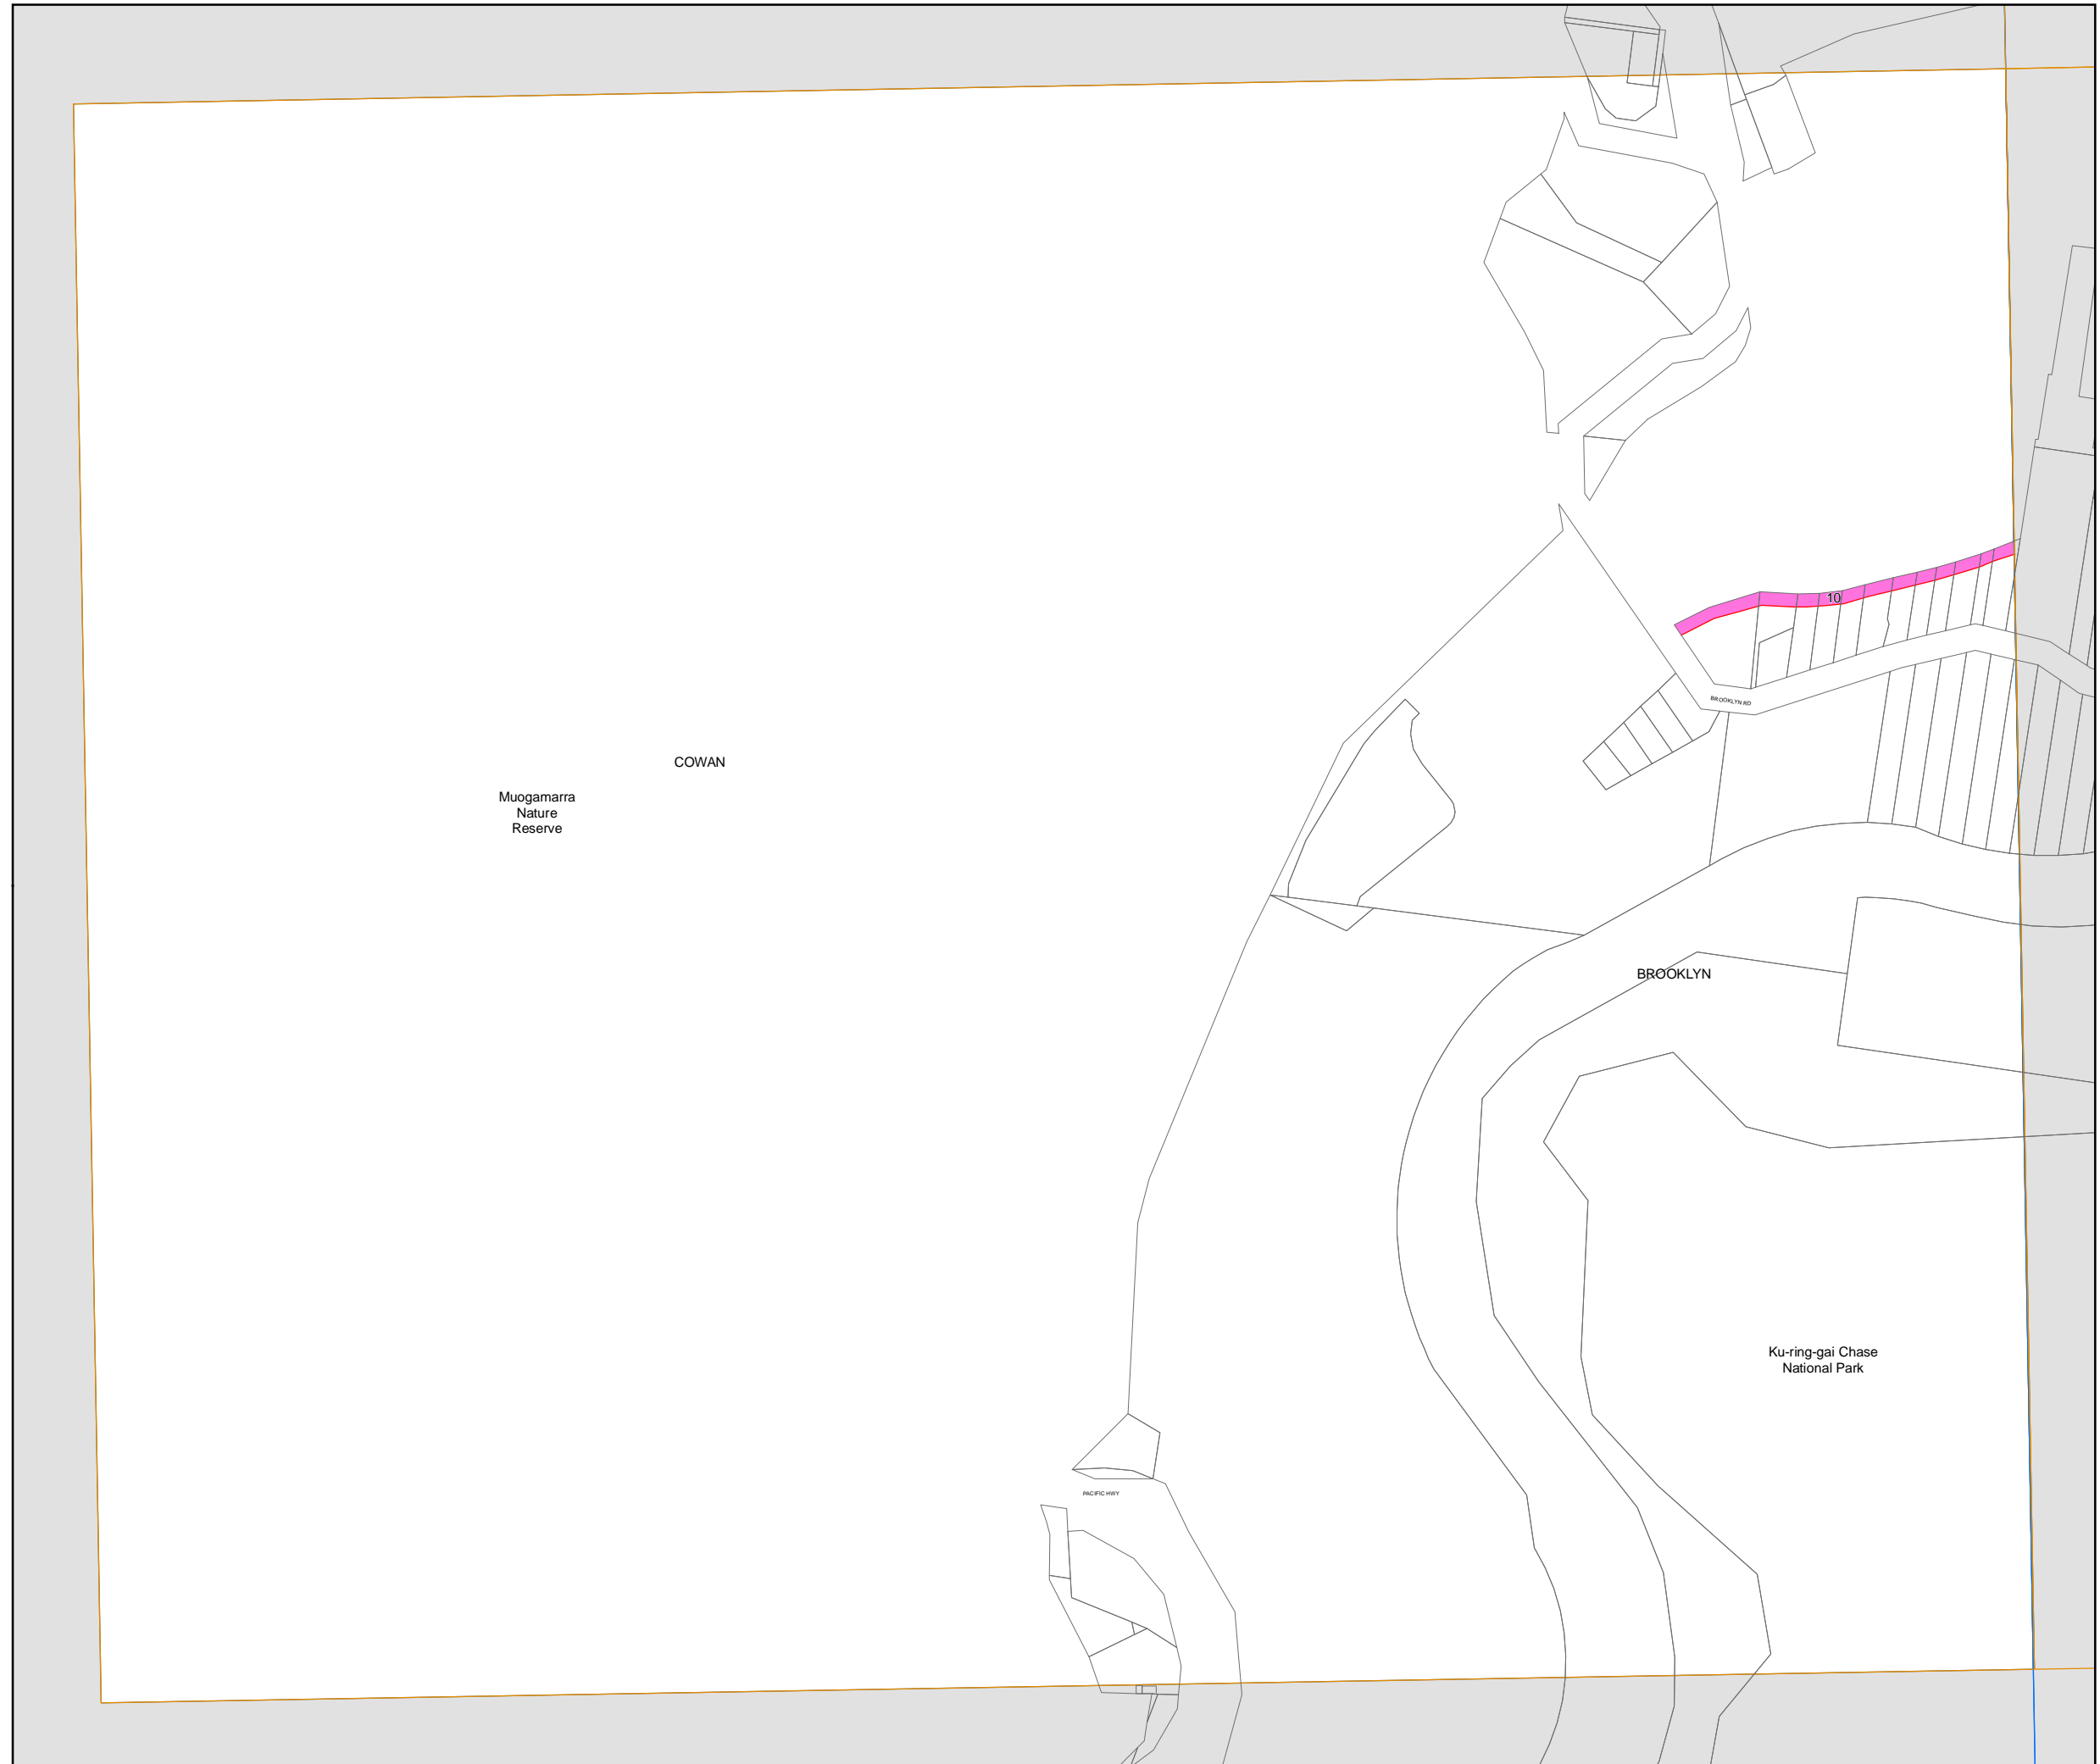 10
BROOKLYN RD
COWAN
Muogamarra
Nature
Reserve
BROOKLYN
Ku-ring-gai Chase
National Park
PACIFIC HWY